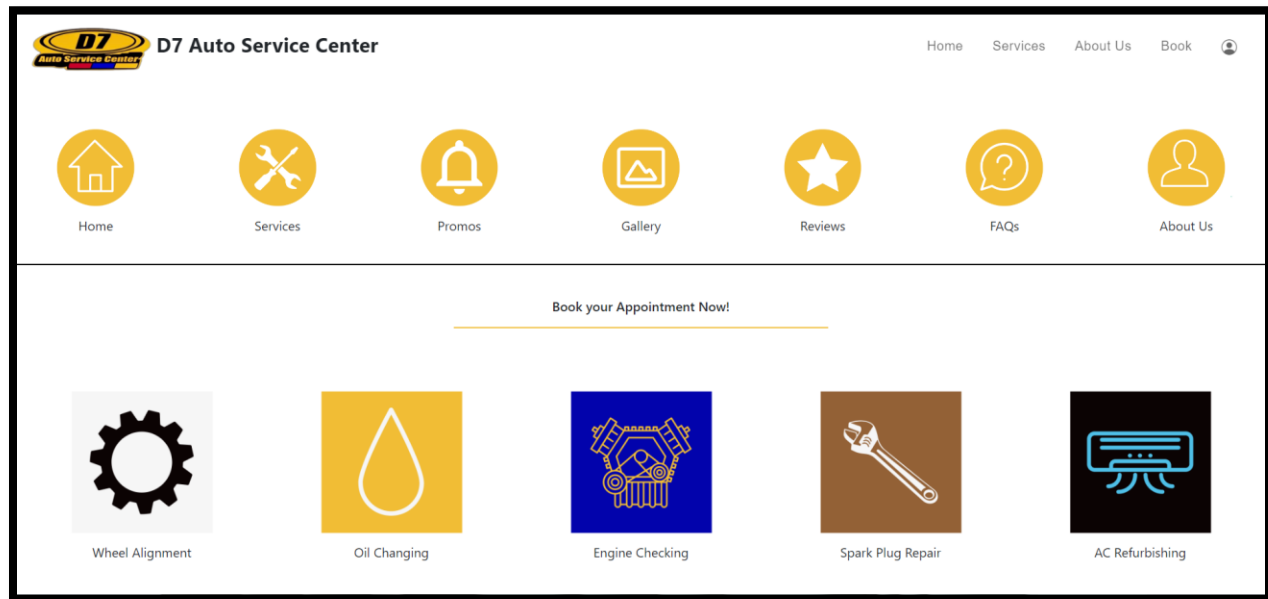 D7
Auto Service Center
D7 Auto Service Center
Home Services About Us Book
Home Services Promos Gallery Reviews FAQs About Us
Book your Appointment Now!
Wheel Alignment Oil Changing Engine Checking Spark Plug Repair AC Refurbishing